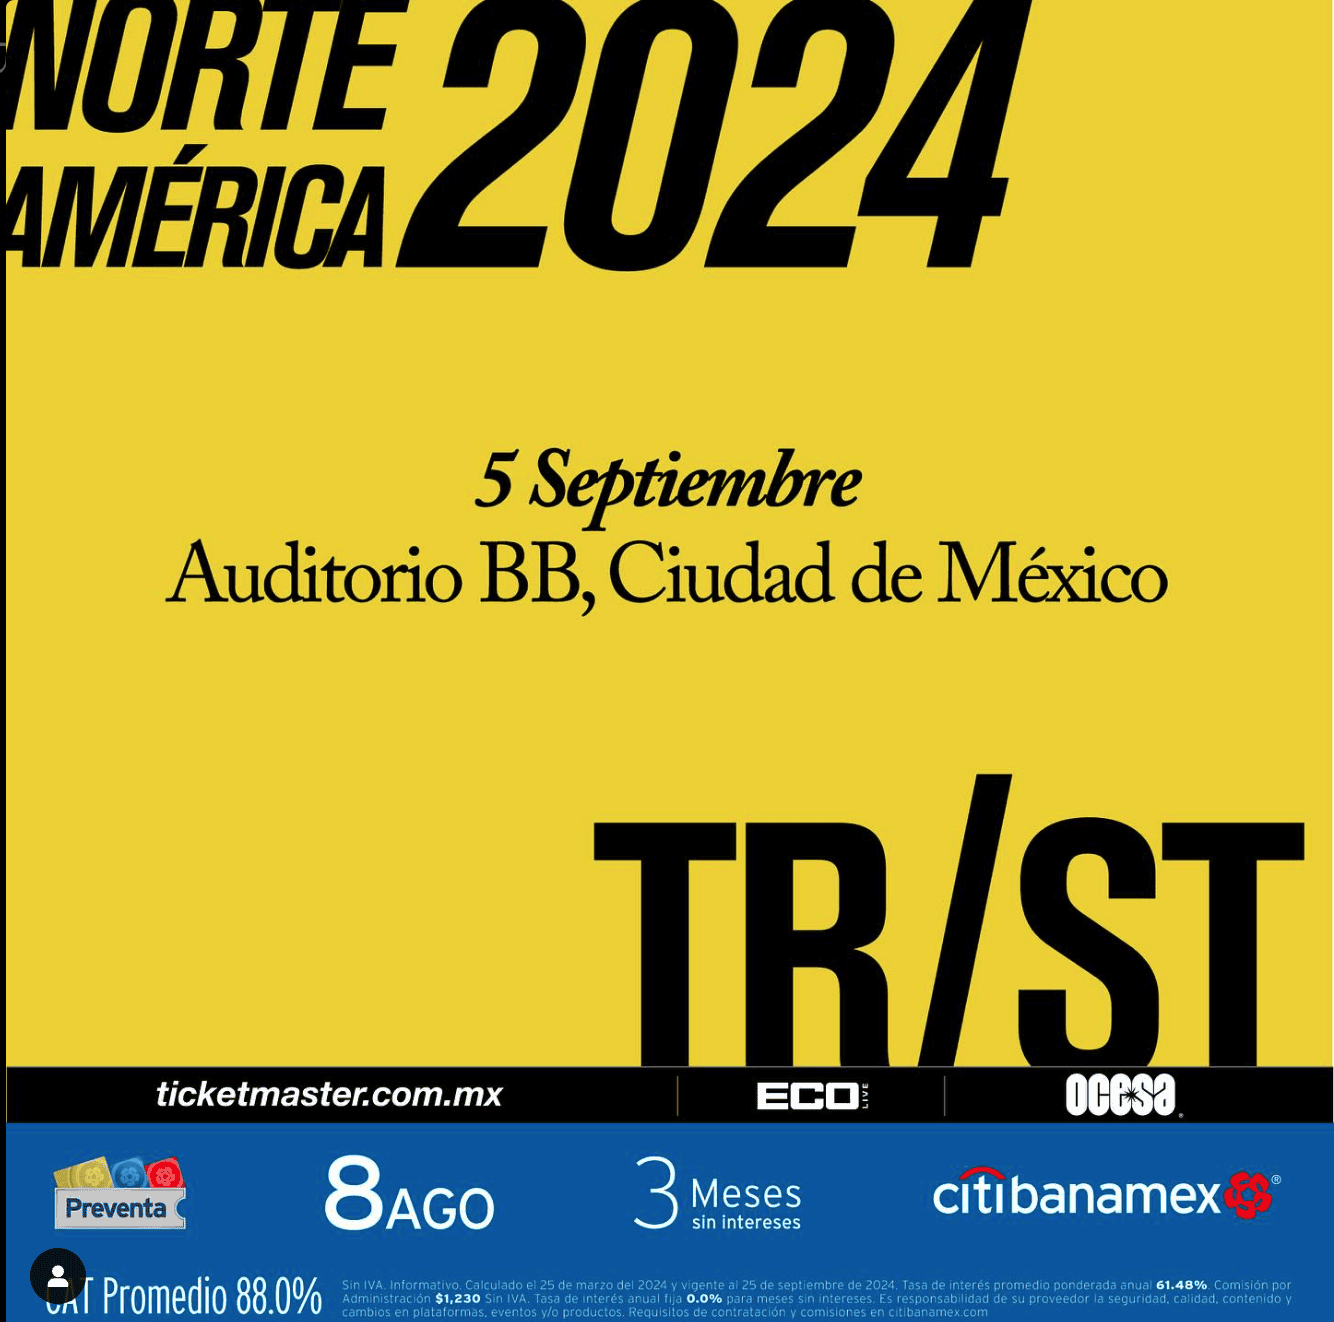 NORTE
AMÉRICA 2024
5 Septiembre
Auditorio BB, Ciudad de México
TR/ST
ticketmaster.com.mx
ECO LIVE
OCESA
Preventa
8 AGO
3 Meses
sin intereses
citibanamex®
CAT Promedio 88.0%
Sin IVA. Informativo. Calculado el 25 de marzo del 2024 y vigente al 25 de septiembre de 2024. Tasa de interés promedio ponderada anual 61.48%. Comisión por
Administración $1,230 Sin IVA. Tasa de interés anual fija 0.0% para meses sin intereses. Es responsabilidad de su proveedor la seguridad, calidad, contenido y
cambios en plataformas, eventos y/o productos. Requisitos de contratación y comisiones en citibanamex.com